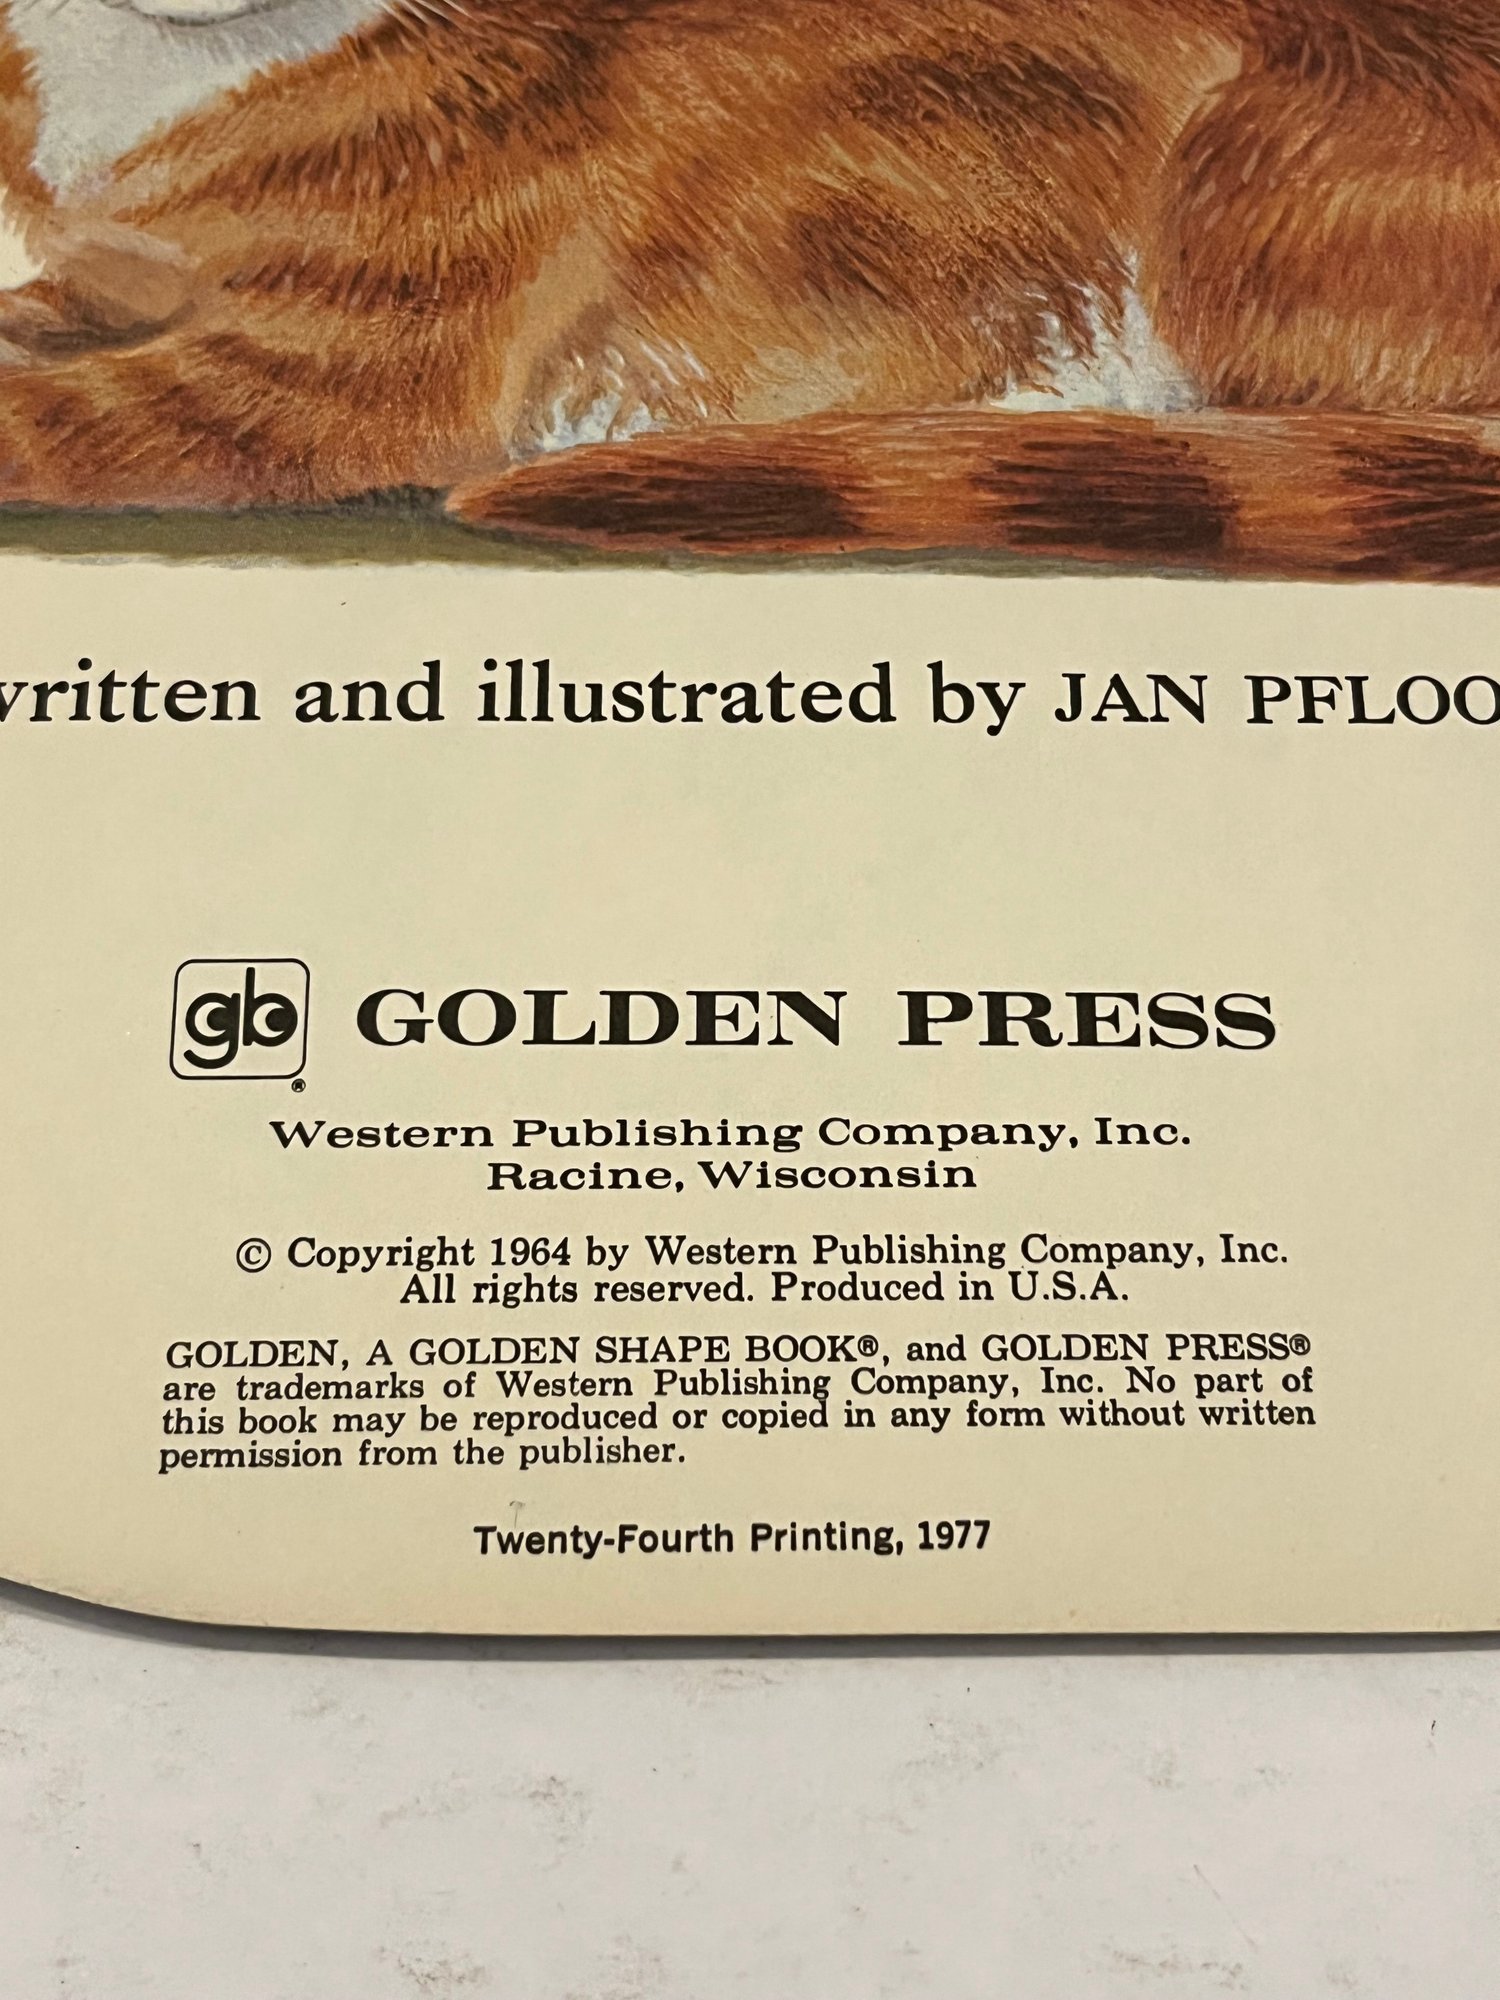 written and illustrated by JAN PFLOO
gb GOLDEN PRESS
®
Western Publishing Company, Inc.
Racine, Wisconsin
© Copyright 1964 by Western Publishing Company, Inc.
All rights reserved. Produced in U.S.A.
GOLDEN, A GOLDEN SHAPE BOOK®, and GOLDEN PRESS®
are trademarks of Western Publishing Company, Inc. No part of
this book may be reproduced or copied in any form without written
permission from the publisher.
Twenty-Fourth Printing, 1977